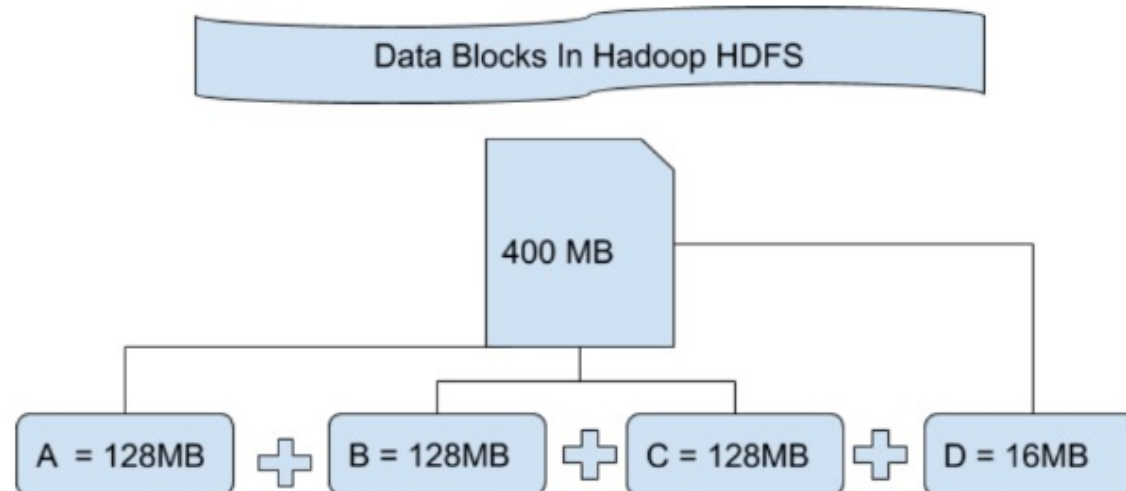 Data Blocks In Hadoop HDFS
400 MB
A = 128MB
B = 128MB
C = 128MB
D = 16MB